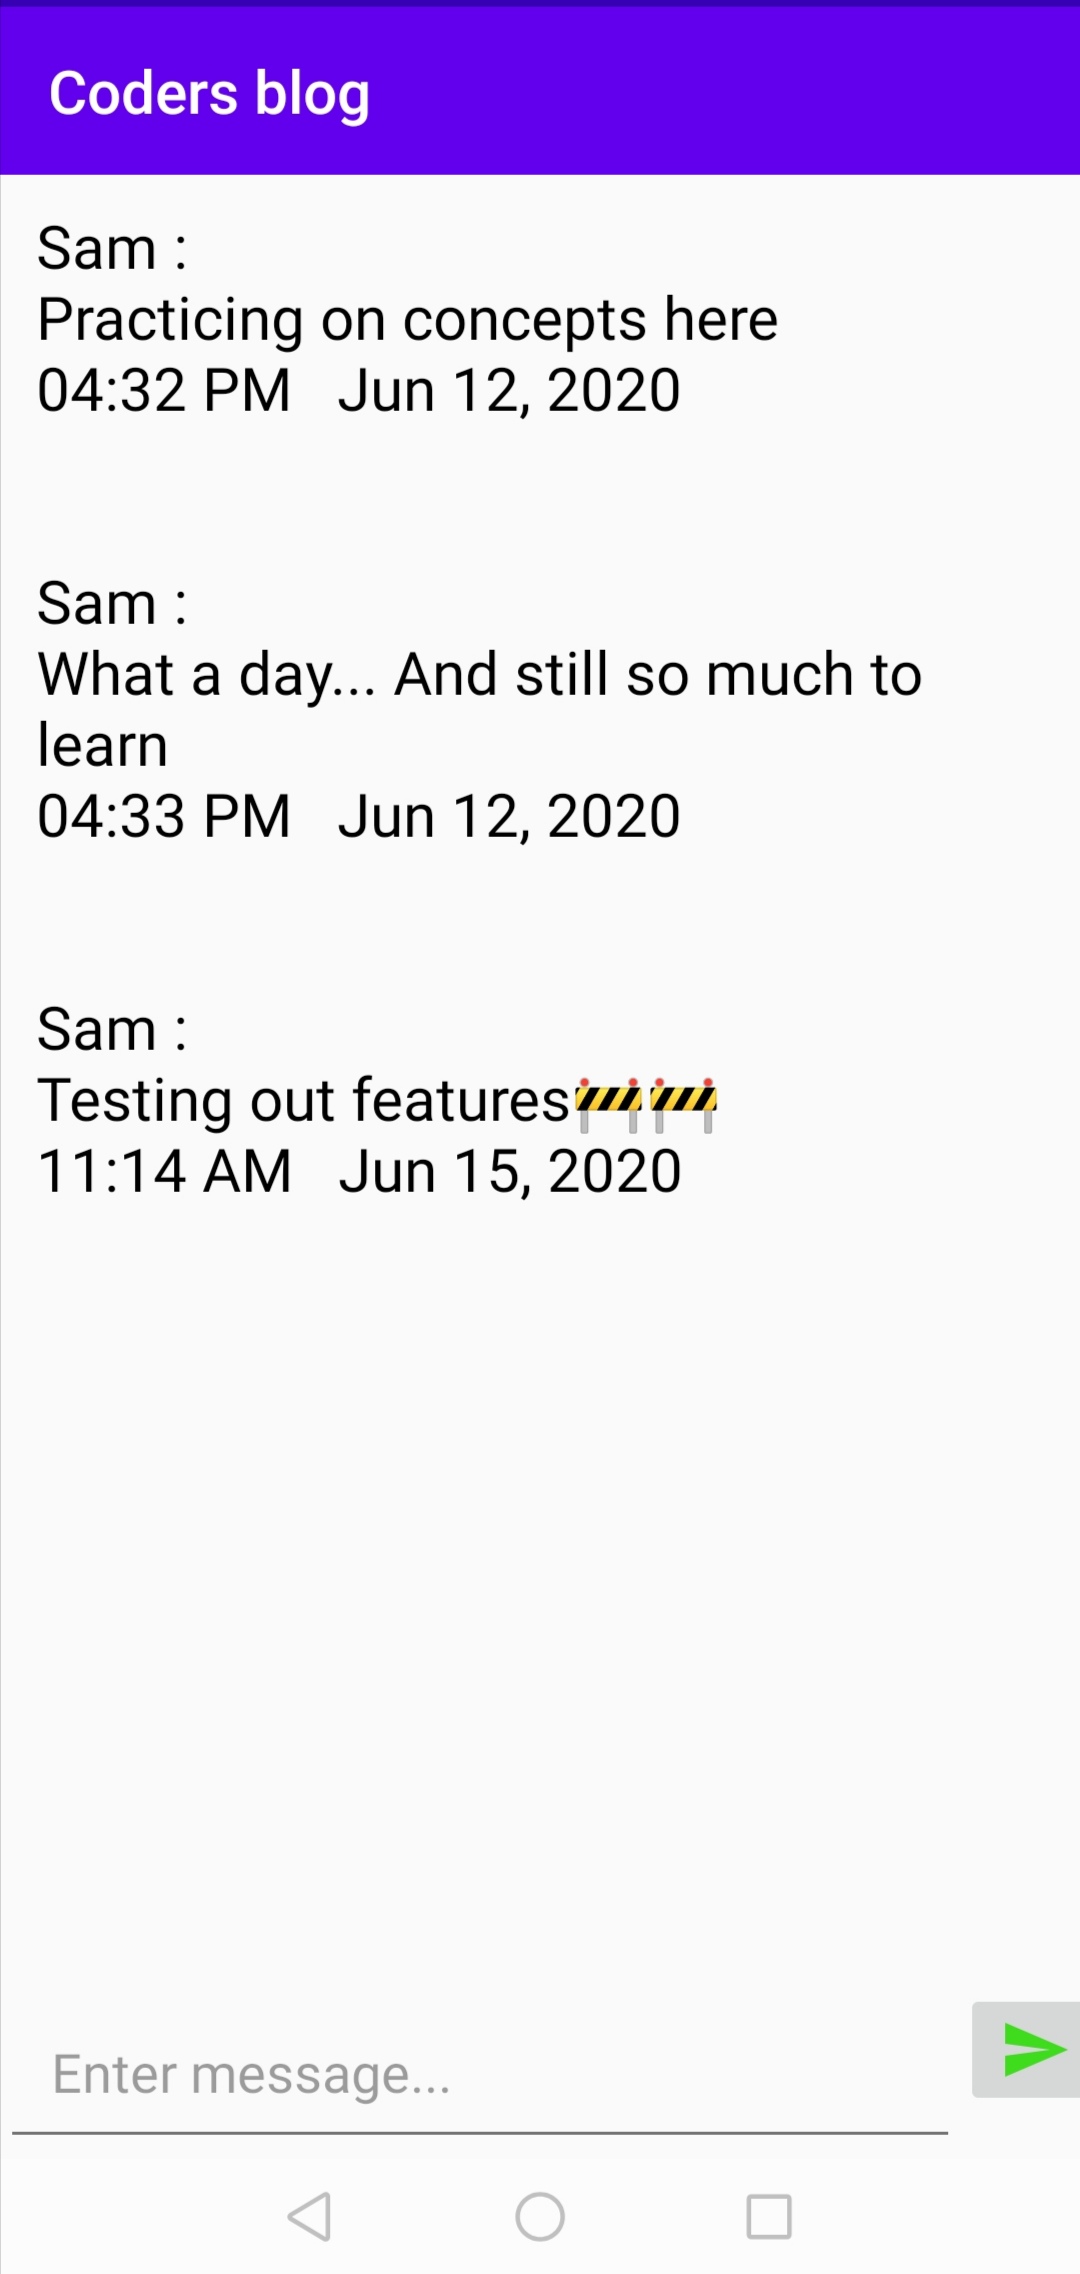 Coders blog
Sam :
Practicing on concepts here
04:32 PM   Jun 12, 2020
Sam :
What a day... And still so much to
learn
04:33 PM   Jun 12, 2020
Sam :
Testing out features🚧🚧
11:14 AM   Jun 15, 2020
Enter message...